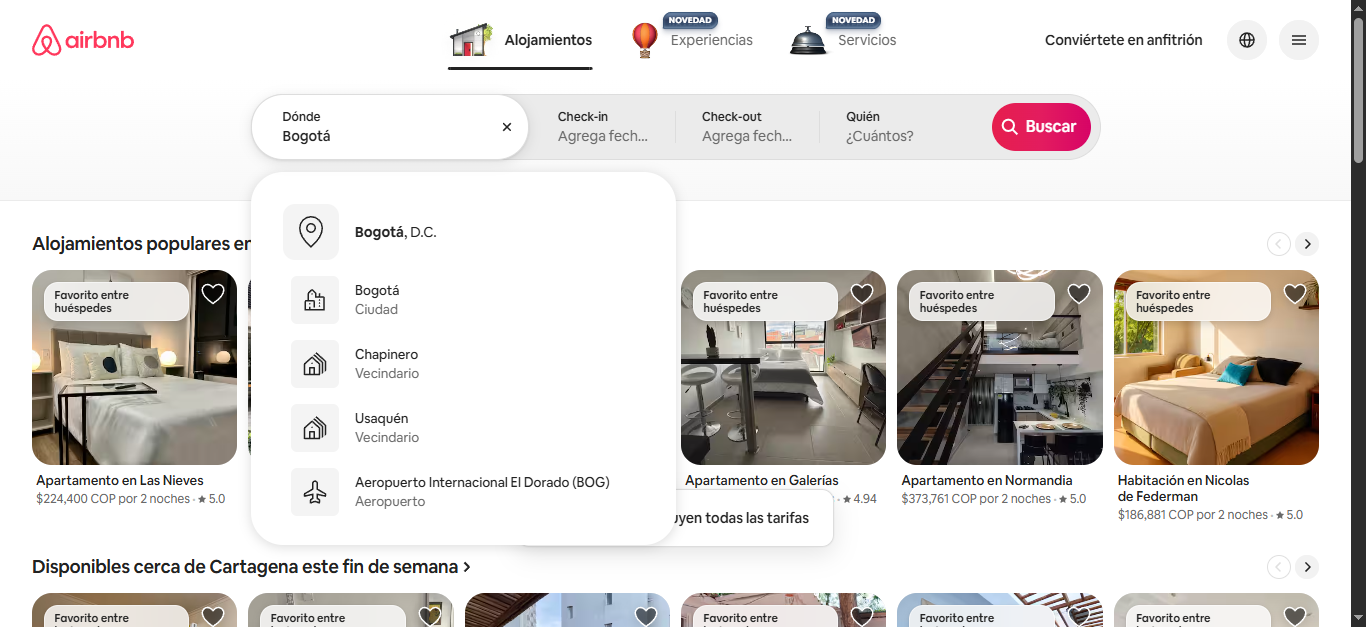 airbnb
Alojamientos
NOVEDAD
Experiencias
NOVEDAD
Servicios
Conviértete en anfitrión
Dónde
Bogotá
Check-in
Agrega fech...
Check-out
Agrega fech...
Quién
¿Cuántos?
Buscar
Bogotá, D.C.
Bogotá
Ciudad
Chapinero
Vecindario
Usaquén
Vecindario
Aeropuerto Internacional El Dorado (BOG)
Aeropuerto
Alojamientos populares en
Favorito entre
huéspedes
Favorito entre
huéspedes
Favorito entre
huéspedes
Favorito entre
huéspedes
Apartamento en Las Nieves
$224,400 COP por 2 noches · ★ 5.0
Apartamento en Galerías
· ★ 4.94
Apartamento en Normandia
$373,761 COP por 2 noches · ★ 5.0
Habitación en Nicolas
de Federman
$186,881 COP por 2 noches · ★ 5.0
uyen todas las tarifas
Disponibles cerca de Cartagena este fin de semana
Favorito entre
Favorito entre
Favorito entre
Favorito entre
Favorito entre